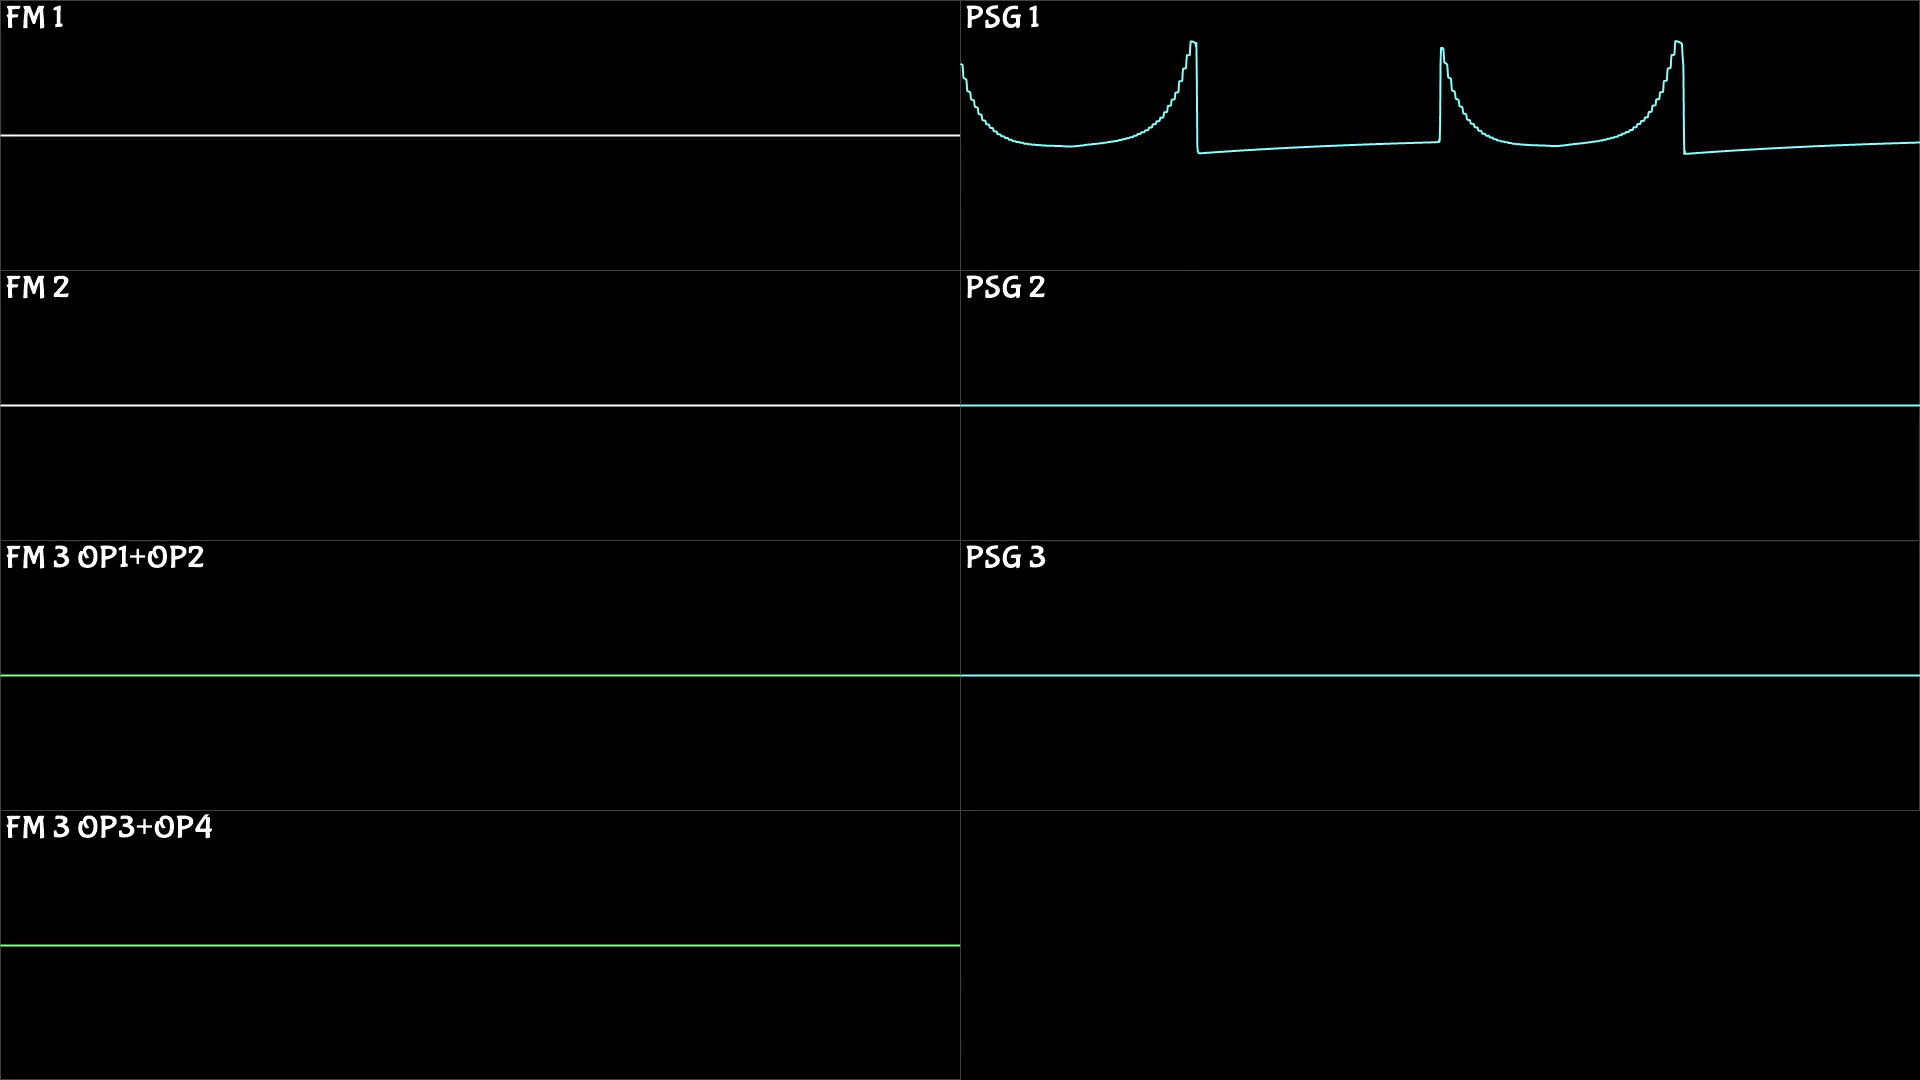 FM 1
PSG 1
FM 2
PSG 2
FM 3 OP1+OP2
PSG 3
FM 3 OP3+OP4